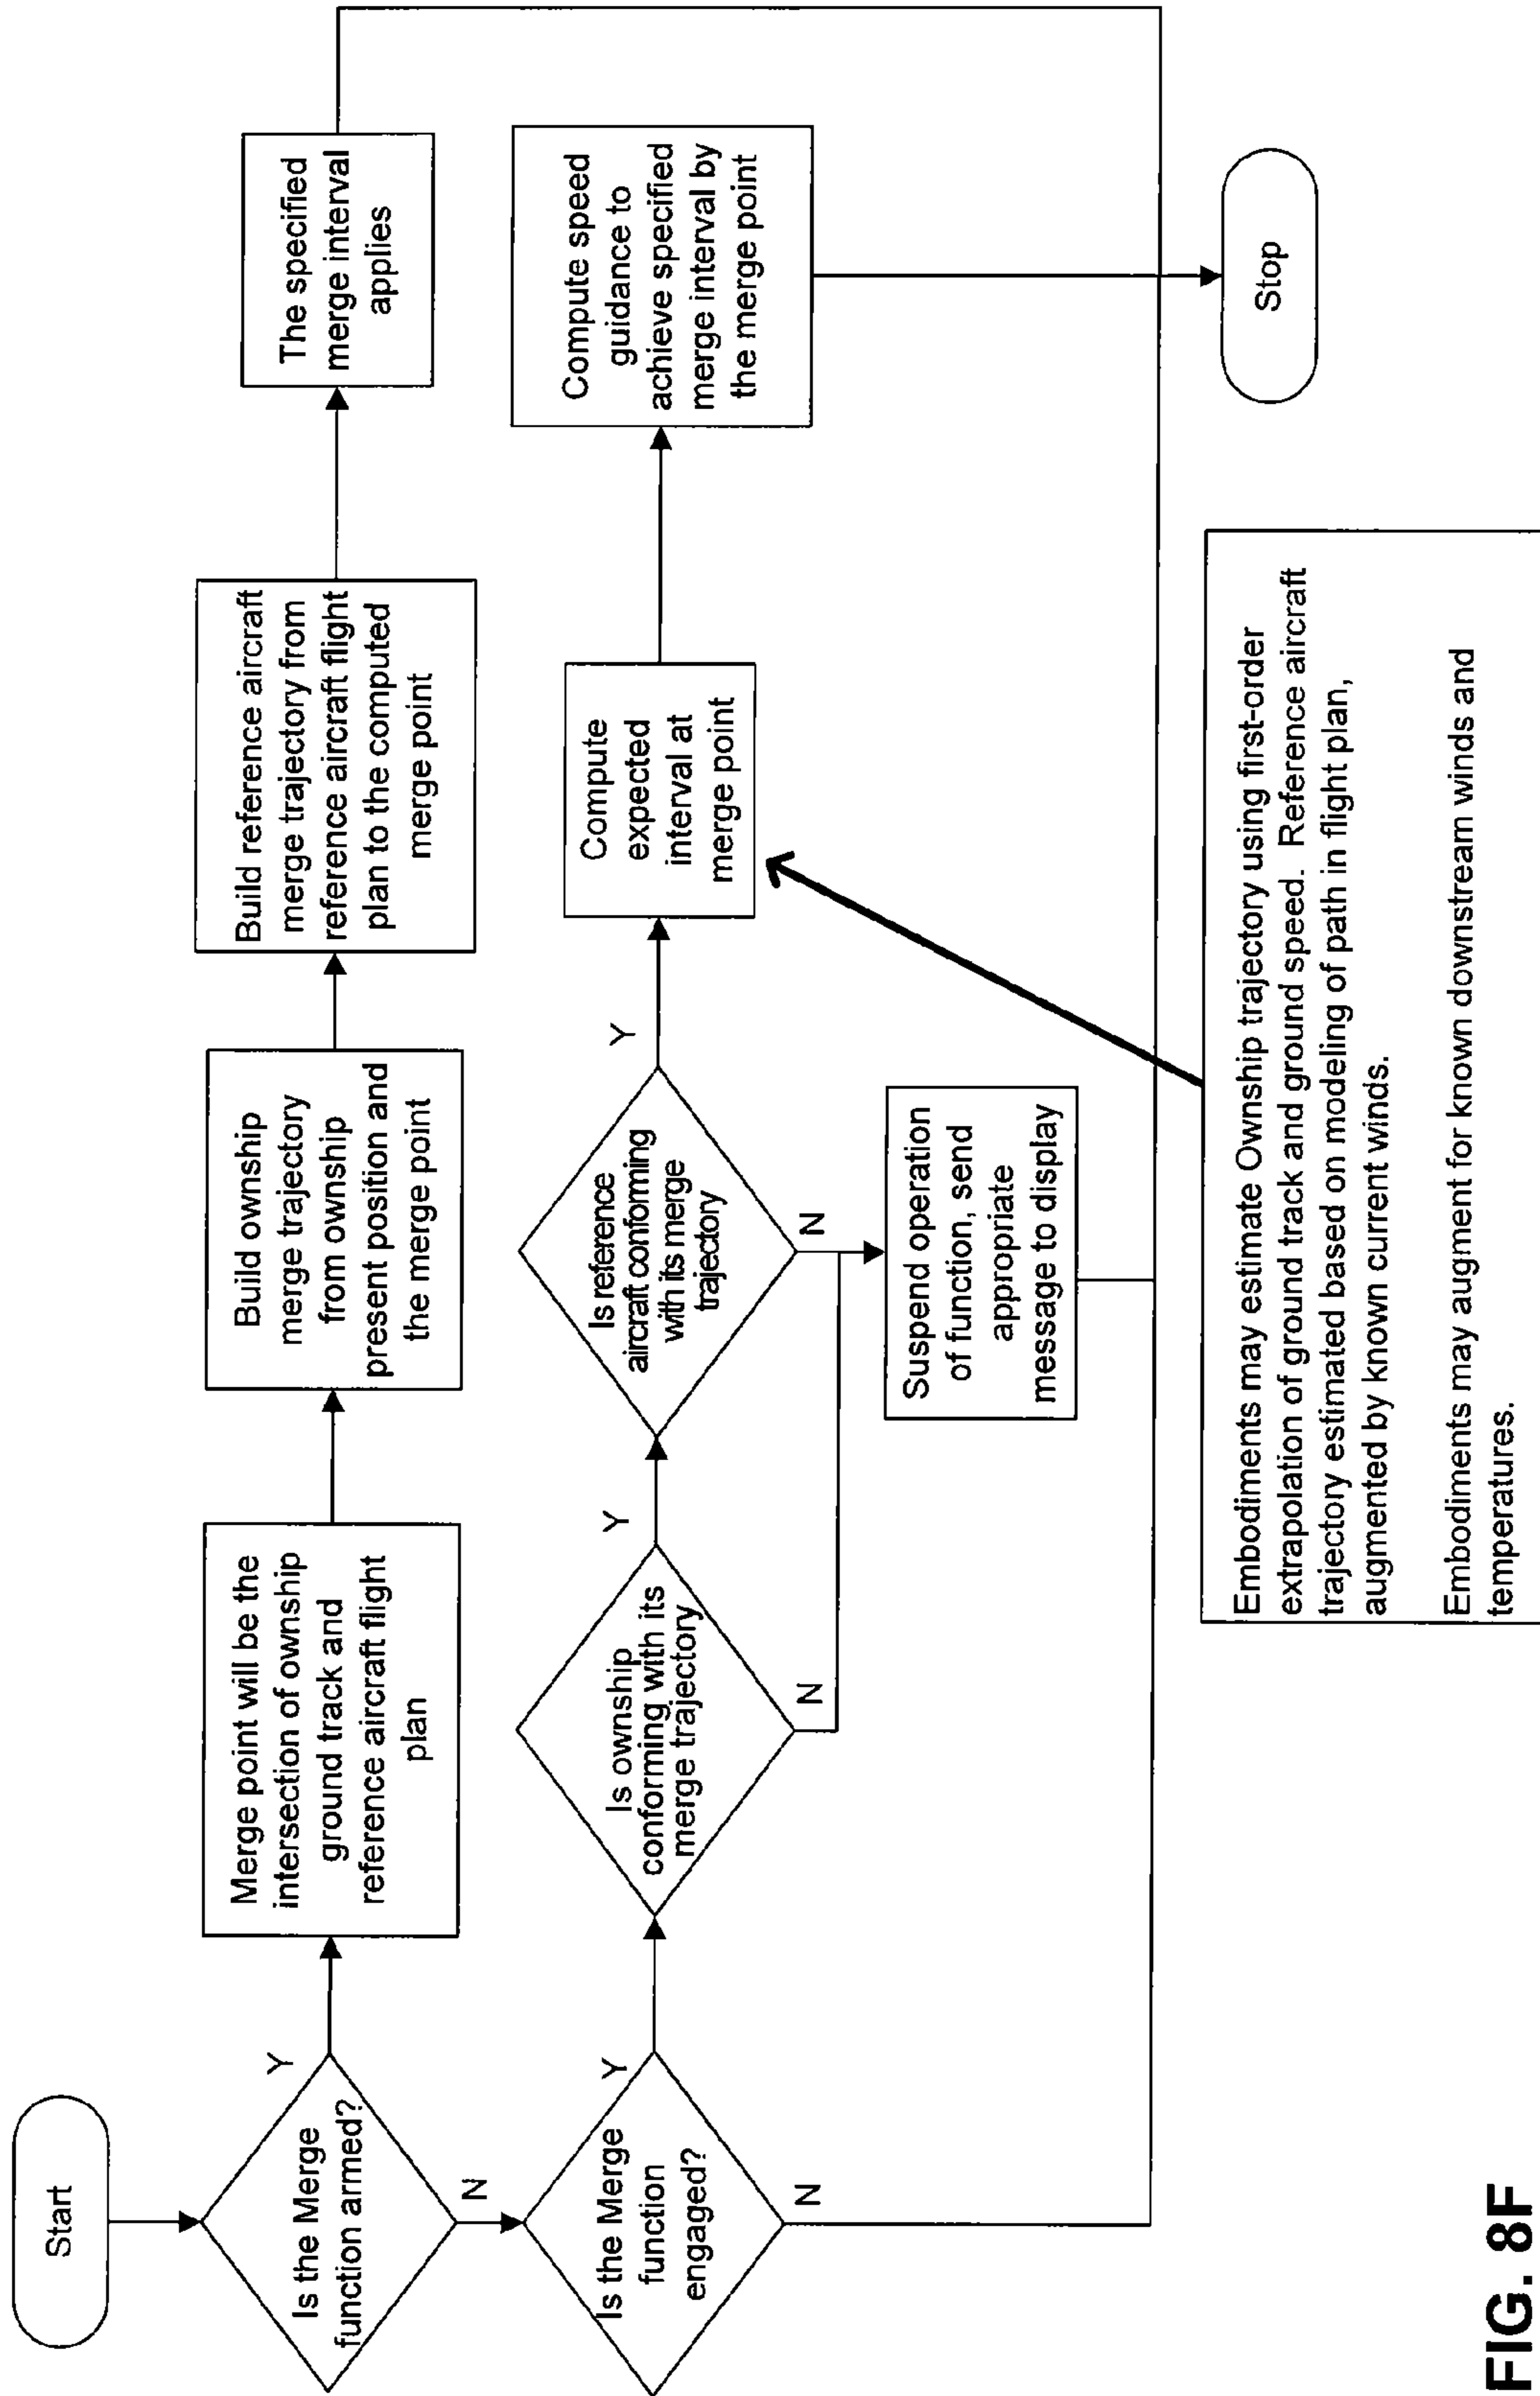 Start
Is the Merge
function armed?
Y
N
Merge point will be the
intersection of ownship
ground track and
reference aircraft flight
plan
Build ownship
merge trajectory
from ownship
present position and
the merge point
Build reference aircraft
merge trajectory from
reference aircraft flight
plan to the computed
merge point
The specified
merge interval
applies
Is the Merge
function
engaged?
Y
N
Is ownship
conforming with its
merge trajectory
Y
N
Is reference
aircraft conforming
with its merge
trajectory
Y
N
Compute
expected
interval at
merge point
Compute speed
guidance to
achieve specified
merge interval by
the merge point
Suspend operation
of function, send
appropriate
message to display
Stop
Embodiments may estimate Ownship trajectory using first-order
extrapolation of ground track and ground speed. Reference aircraft
trajectory estimated based on modeling of path in flight plan,
augmented by known current winds.
Embodiments may augment for known downstream winds and
temperatures.
FIG. 8F